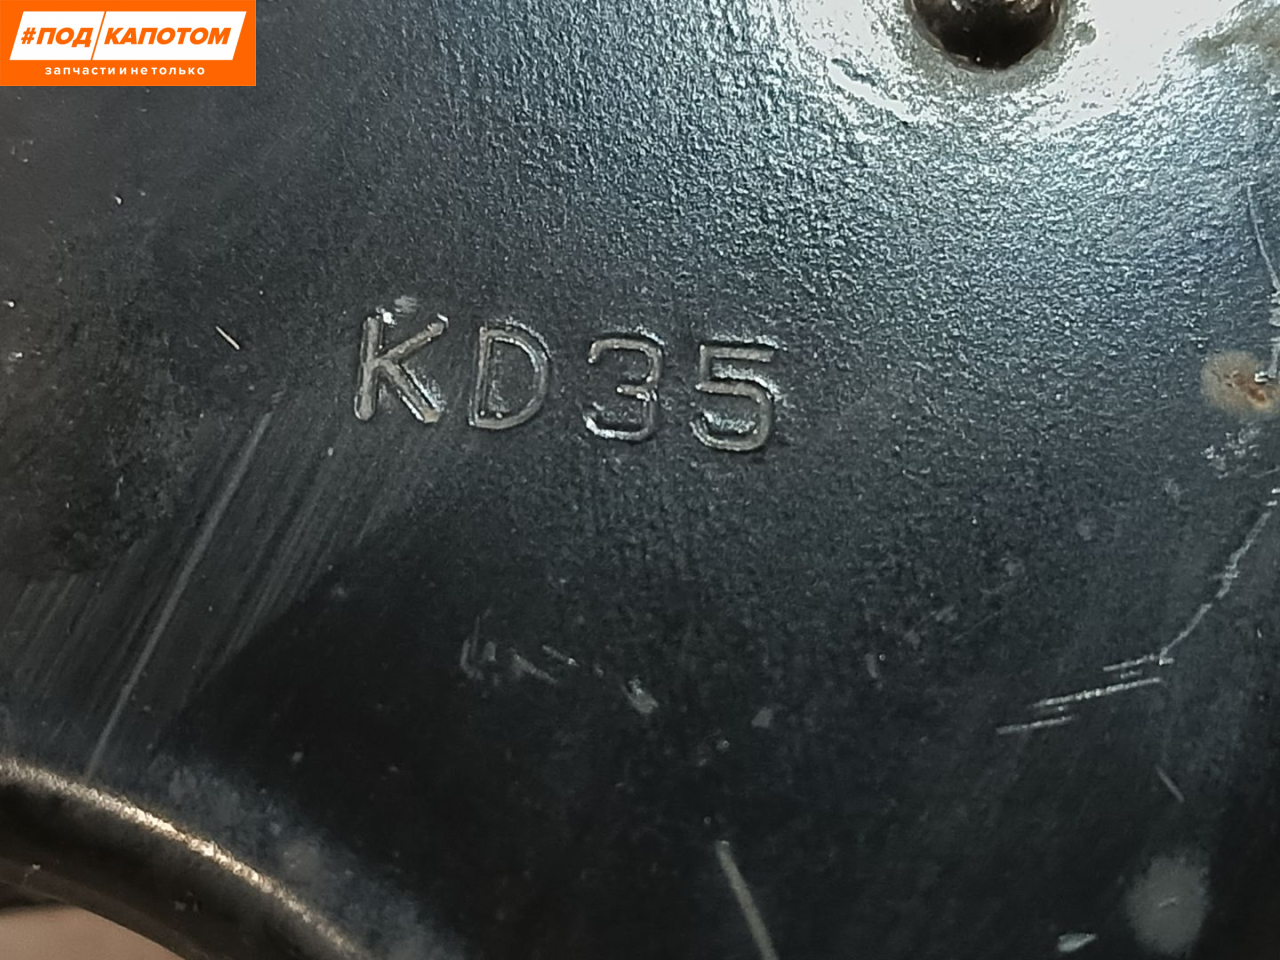 #ПОД КАПОТОМ
запчасти и не только
KD35